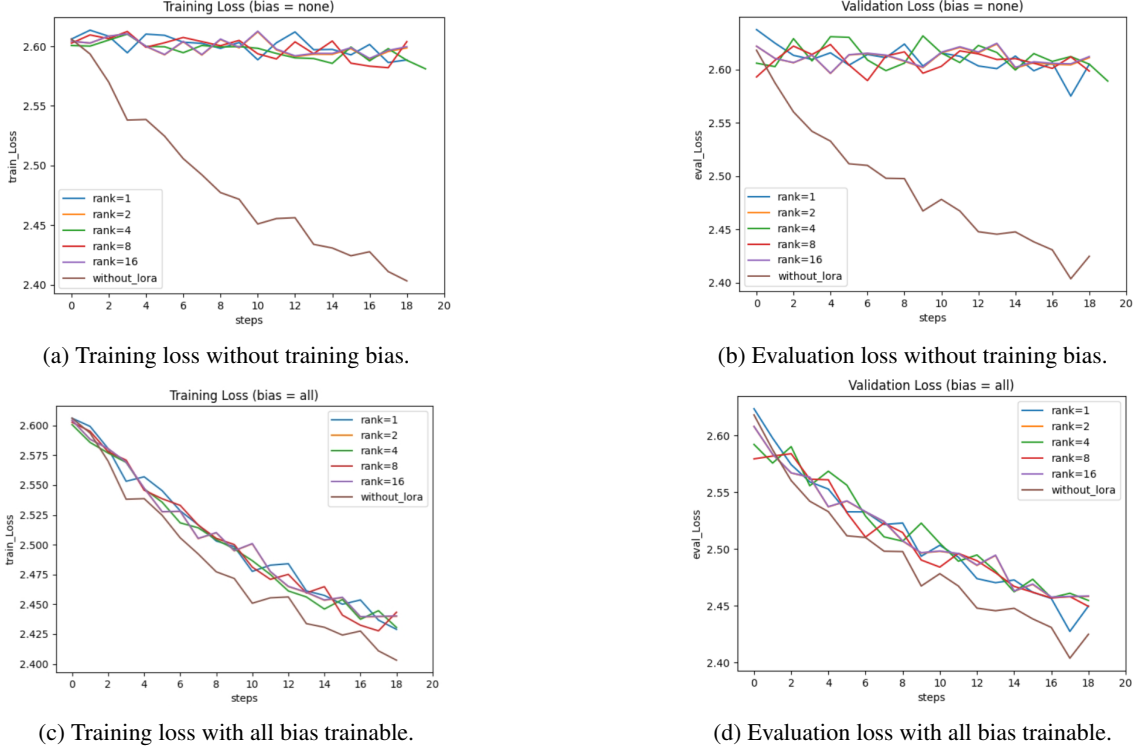 Training Loss (bias = none)
train_Loss
2.60
2.55
2.50
2.45
2.40
rank=1
rank=2
rank=4
rank=8
rank=16
without_lora
0 2 4 6 8 10 12 14 16 18 20
steps
(a) Training loss without training bias.
Validation Loss (bias = none)
eval_Loss
2.60
2.55
2.50
2.45
2.40
rank=1
rank=2
rank=4
rank=8
rank=16
without_lora
0 2 4 6 8 10 12 14 16 18 20
steps
(b) Evaluation loss without training bias.
Training Loss (bias = all)
train_Loss
2.600
2.575
2.550
2.525
2.500
2.475
2.450
2.425
2.400
rank=1
rank=2
rank=4
rank=8
rank=16
without_lora
0 2 4 6 8 10 12 14 16 18 20
steps
(c) Training loss with all bias trainable.
Validation Loss (bias = all)
eval_Loss
2.60
2.55
2.50
2.45
2.40
rank=1
rank=2
rank=4
rank=8
rank=16
without_lora
0 2 4 6 8 10 12 14 16 18 20
steps
(d) Evaluation loss with all bias trainable.